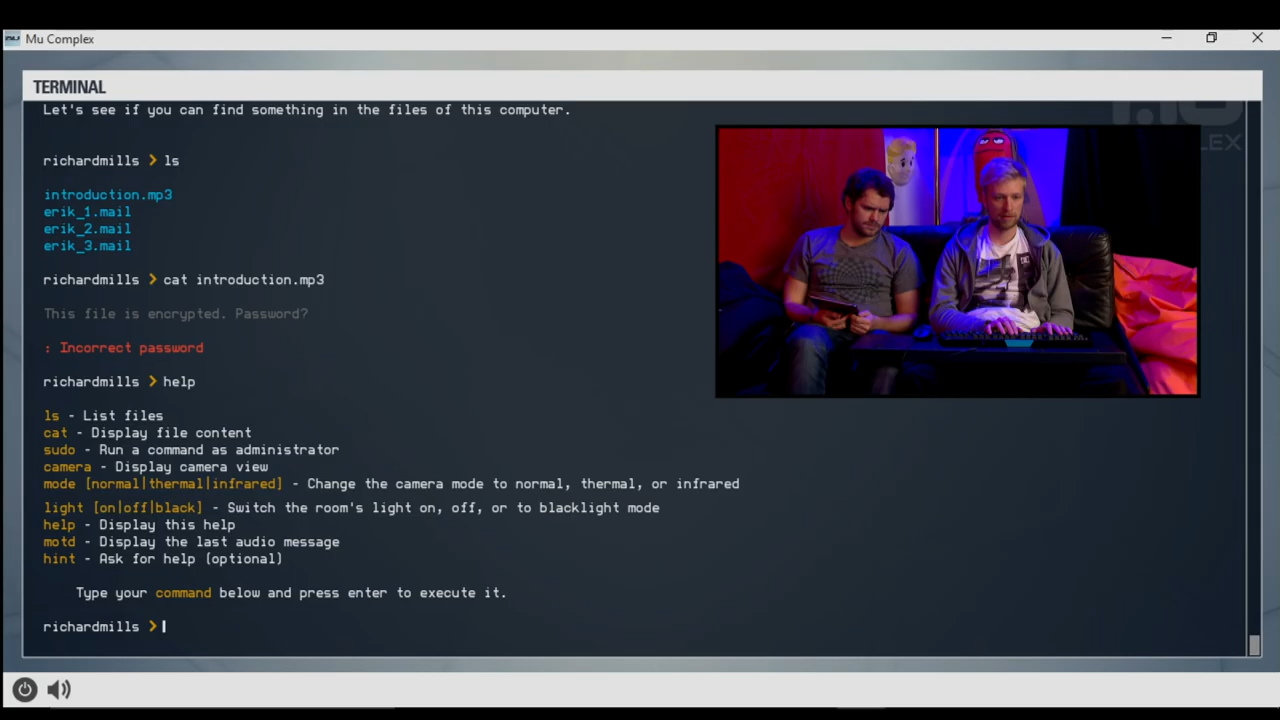 Mu Complex
TERMINAL
Let's see if you can find something in the files of this computer.
richardmills > ls
introduction.mp3
erik_1.mail
erik_2.mail
erik_3.mail
richardmills > cat introduction.mp3
This file is encrypted. Password?
: Incorrect password
richardmills > help
ls - List files
cat - Display file content
sudo - Run a command as administrator
camera - Display camera view
mode [normal|thermal|infrared] - Change the camera mode to normal, thermal, or infrared
light [on|off|black] - Switch the room's light on, off, or to blacklight mode
help - Display this help
motd - Display the last audio message
hint - Ask for help (optional)
Type your command below and press enter to execute it.
richardmills >